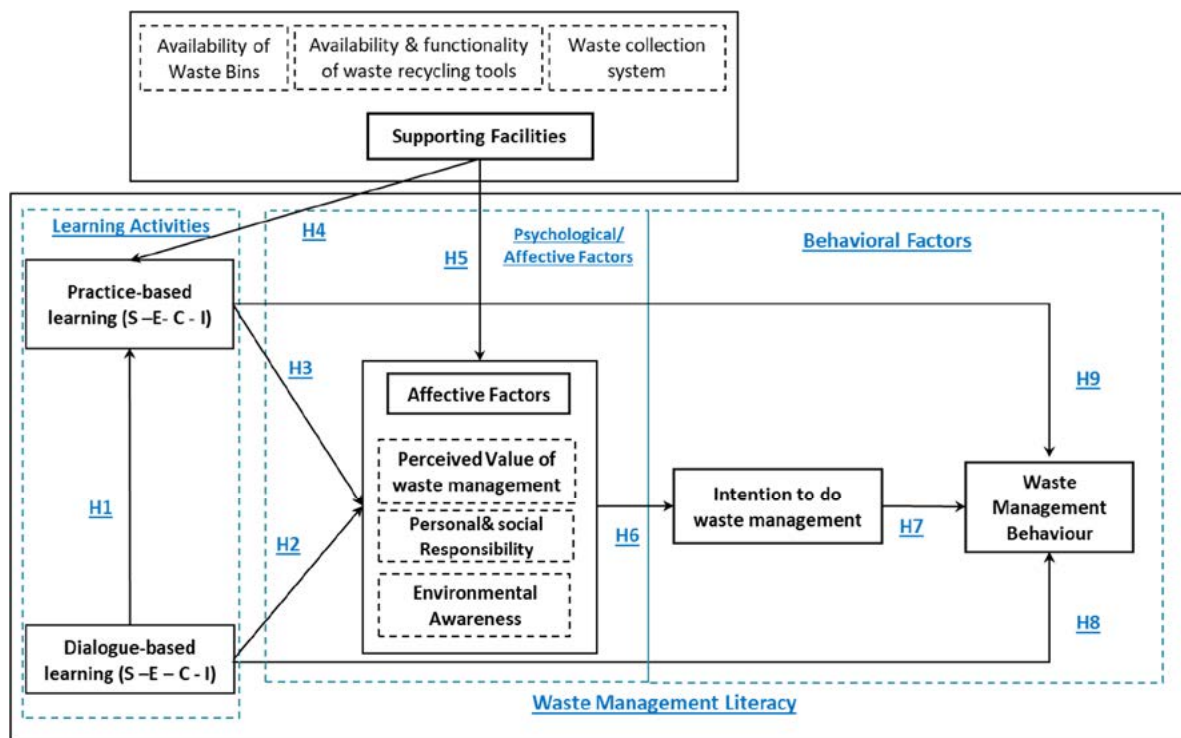 Availability of
Waste Bins
Availability & functionality
of waste recycling tools
Waste collection
system
Supporting Facilities
Learning Activities
H4
H5
Psychological/
Affective Factors
Behavioral Factors
Practice-based
learning (S –E- C - I)
H3
Affective Factors
H9
Perceived Value of
waste management
Intention to do
waste management
Waste
Management
Behaviour
H1
H2
Personal& social
Responsibility
H6
H7
Environmental
Awareness
H8
Dialogue-based
learning (S –E – C - I)
Waste Management Literacy